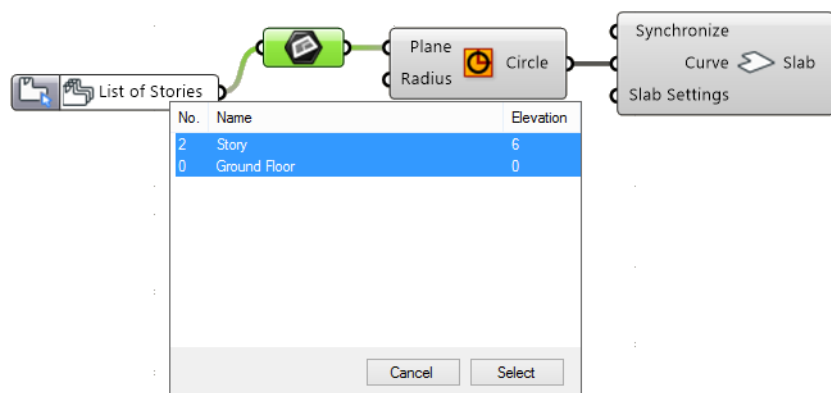 Synchronize
Plane
Curve
Slab
Circle
Radius
List of Stories
Slab Settings
No. Name Elevation
2 Story 6
0 Ground Floor 0
Cancel Select